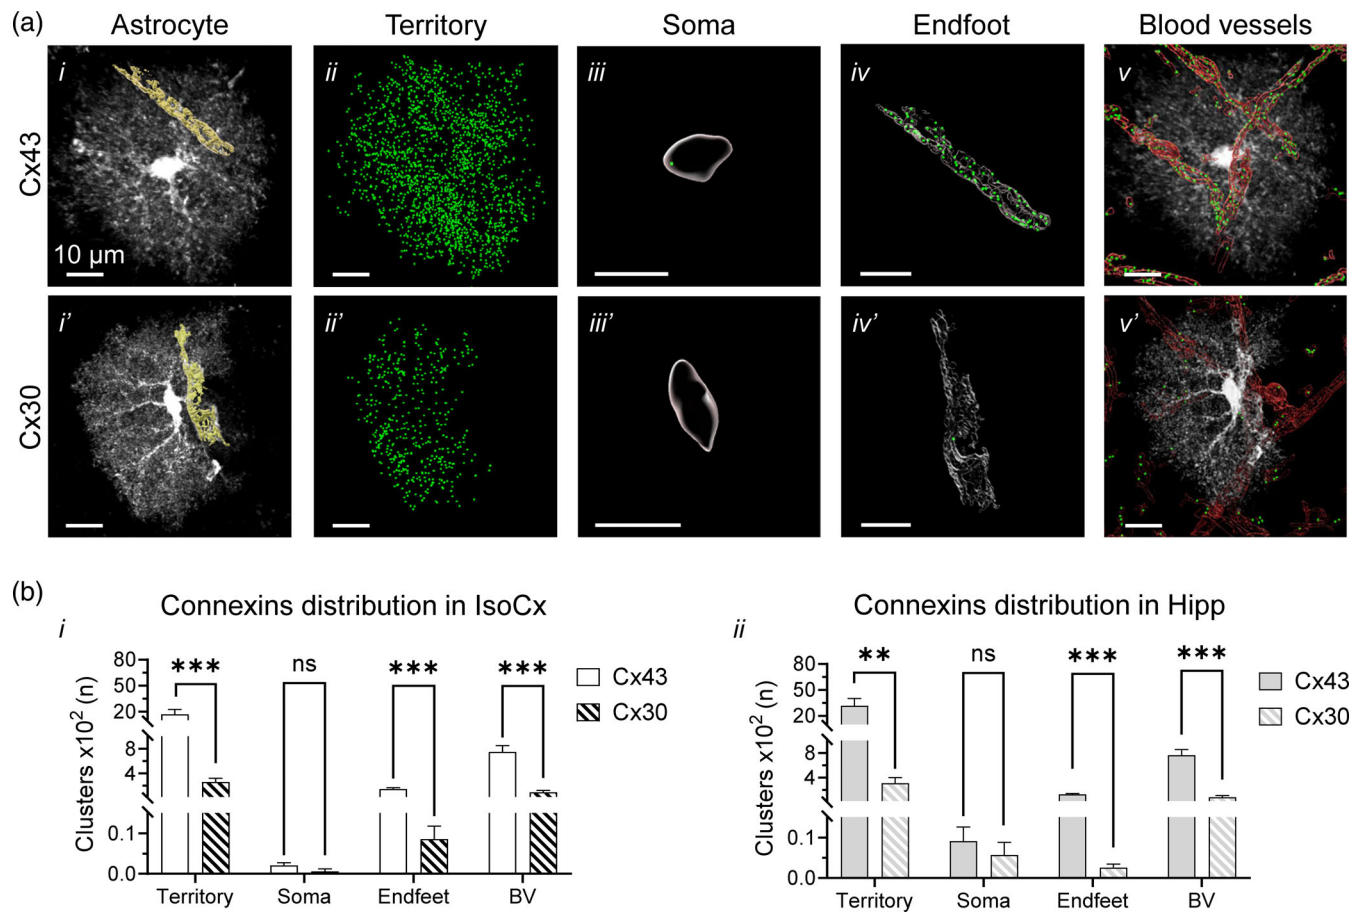 (a) Astrocyte Territory Soma Endfoot Blood vessels
Cx43
i ii iii iv v
10 µm
Cx30
i' ii' iii' iv' v'
(b)
i Connexins distribution in IsoCx
Clusters x10² (n)
80
50
20
8
4
0.1
0.0
*** ns *** ***
Cx43
Cx30
Territory Soma Endfeet BV
ii Connexins distribution in Hipp
Clusters x10² (n)
80
50
20
8
4
0.1
0.0
** ns *** ***
Cx43
Cx30
Territory Soma Endfeet BV